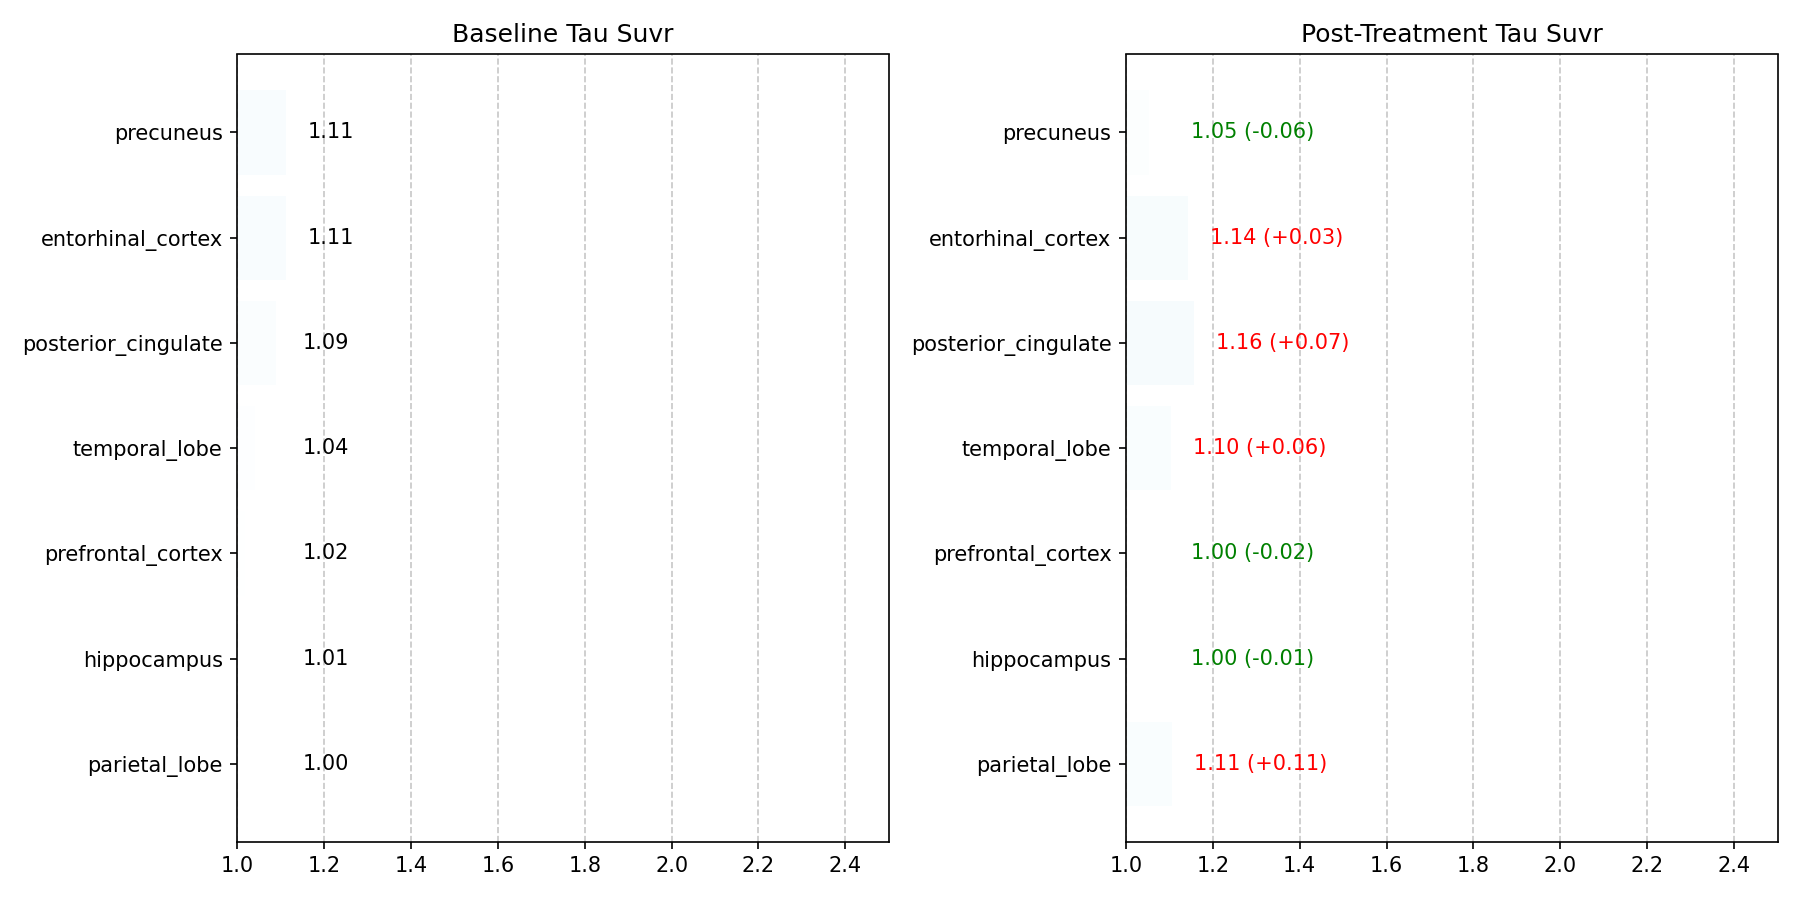 Baseline Tau Suvr
precuneus 1.11
entorhinal_cortex 1.11
posterior_cingulate 1.09
temporal_lobe 1.04
prefrontal_cortex 1.02
hippocampus 1.01
parietal_lobe 1.00
1.0 1.2 1.4 1.6 1.8 2.0 2.2 2.4
Post-Treatment Tau Suvr
precuneus 1.05 (-0.06)
entorhinal_cortex 1.14 (+0.03)
posterior_cingulate 1.16 (+0.07)
temporal_lobe 1.10 (+0.06)
prefrontal_cortex 1.00 (-0.02)
hippocampus 1.00 (-0.01)
parietal_lobe 1.11 (+0.11)
1.0 1.2 1.4 1.6 1.8 2.0 2.2 2.4